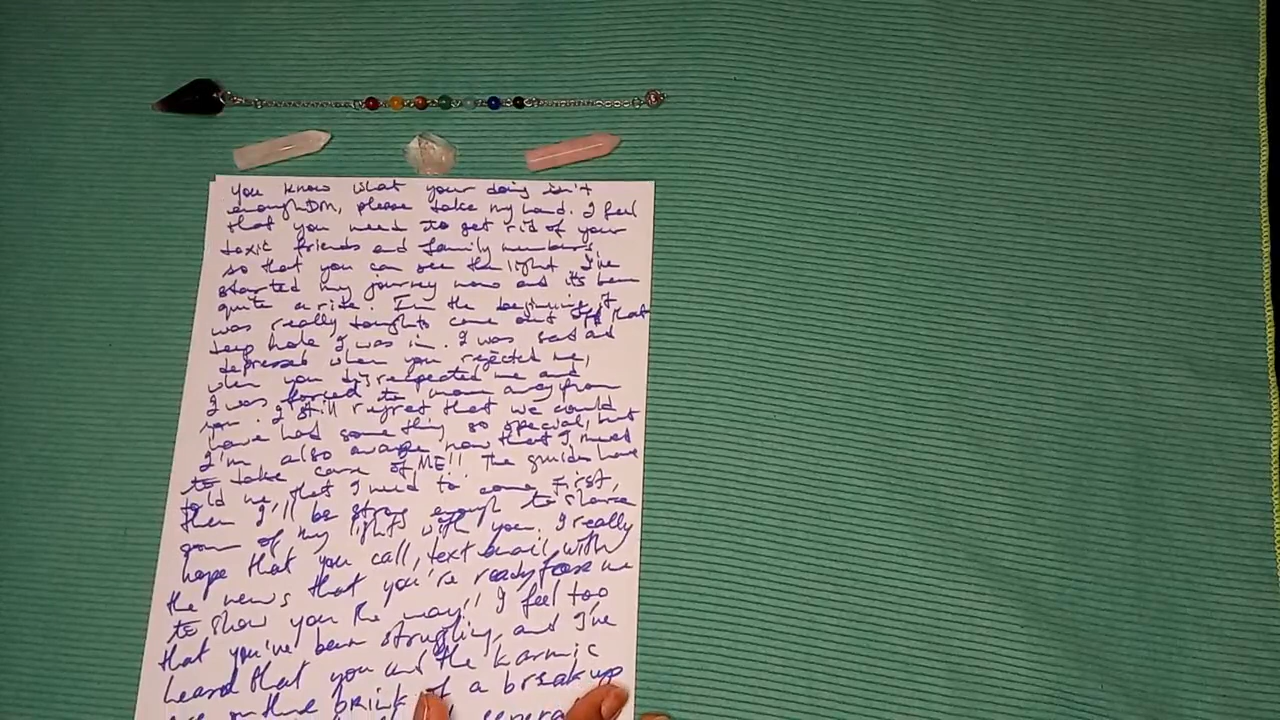 you know what your doing isn't
enough DM, please take my hand. I feel
that you need to get rid of your
toxic friends and family members
so that you can see the light I've
started my journey now and its been
quite a ride. In the beginning it
was really tough to come out off that
deep hole I was in. I was sad and
depressed when you rejected me,
when you disrespected me and
I was forced to move away from
you. I still regret that we could
have had some thing so special, but
I'm also aware now that I need
to take care of ME!! The guides have
told me, that I need to come first,
then I'll be strong enough to share
of my lights with you. I really
hope that you call, text email with
the news that you're ready for me
to show you the way!! I feel too
that you've been struggling, and I've
heard that you and the karmic
are on the brink of a break up